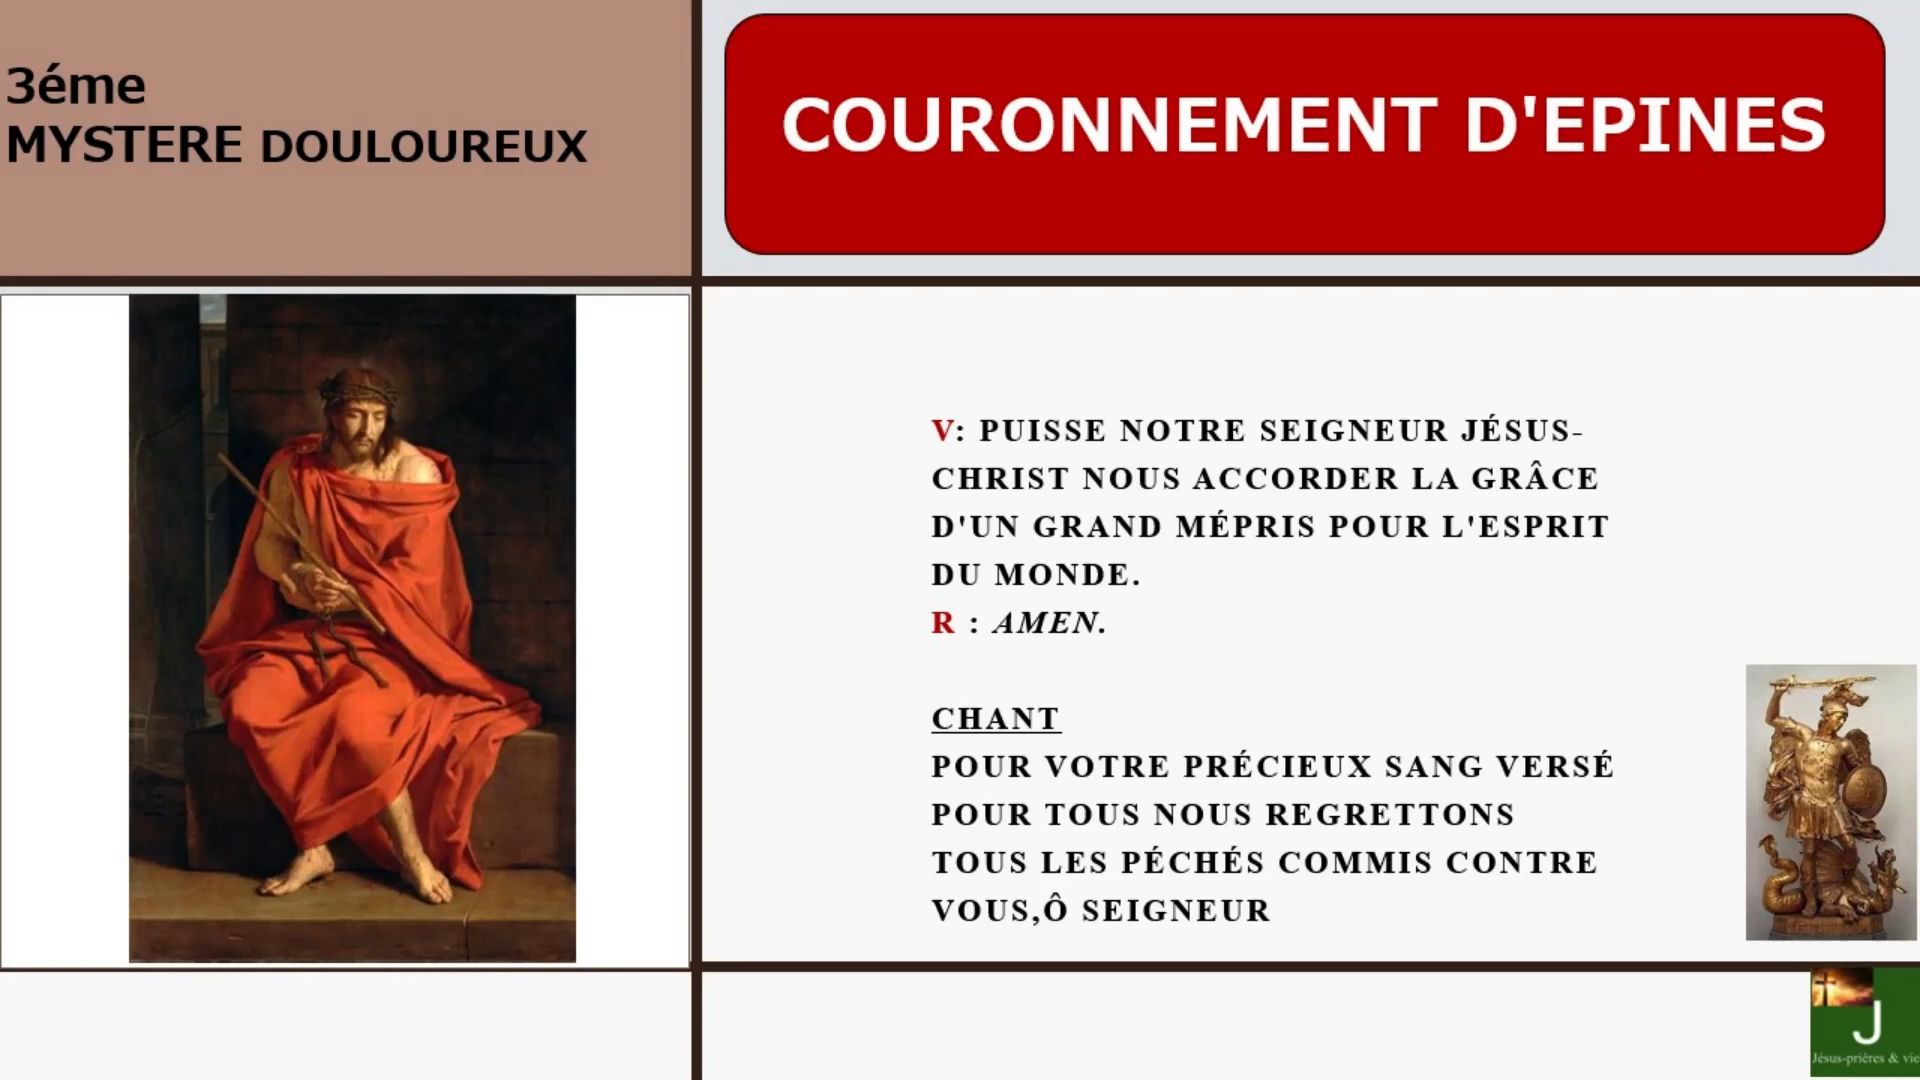 3éme
MYSTERE DOULOUREUX
COURONNEMENT D'EPINES
V: PUISSE NOTRE SEIGNEUR JÉSUS-
CHRIST NOUS ACCORDER LA GRÂCE
D'UN GRAND MÉPRIS POUR L'ESPRIT
DU MONDE.
R : AMEN.
CHANT
POUR VOTRE PRÉCIEUX SANG VERSÉ
POUR TOUS NOUS REGRETTONS
TOUS LES PÉCHÉS COMMIS CONTRE
VOUS,Ô SEIGNEUR
J
Jésus-prières & vie